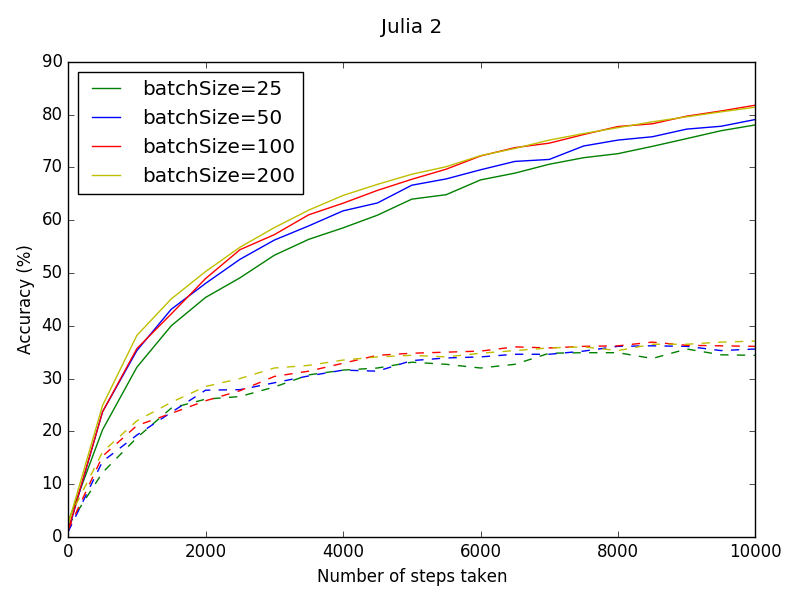 Julia 2
batchSize=25
batchSize=50
batchSize=100
batchSize=200
90
80
70
60
50
40
30
20
10
0
Accuracy (%)
0 2000 4000 6000 8000 10000
Number of steps taken